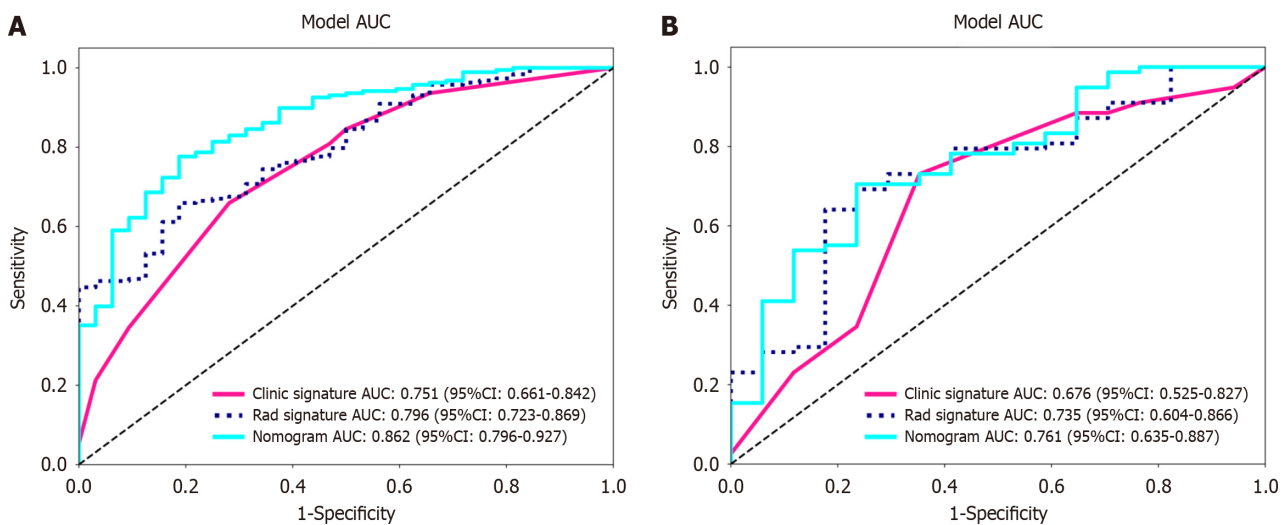 A
Model AUC
1.0
0.8
0.6
0.4
0.2
0.0
Sensitivity
Clinic signature AUC: 0.751 (95%CI: 0.661-0.842)
Rad signature AUC: 0.796 (95%CI: 0.723-0.869)
Nomogram AUC: 0.862 (95%CI: 0.796-0.927)
0.0 0.2 0.4 0.6 0.8 1.0
1-Specificity
B
Model AUC
1.0
0.8
0.6
0.4
0.2
0.0
Sensitivity
Clinic signature AUC: 0.676 (95%CI: 0.525-0.827)
Rad signature AUC: 0.735 (95%CI: 0.604-0.866)
Nomogram AUC: 0.761 (95%CI: 0.635-0.887)
0.0 0.2 0.4 0.6 0.8 1.0
1-Specificity